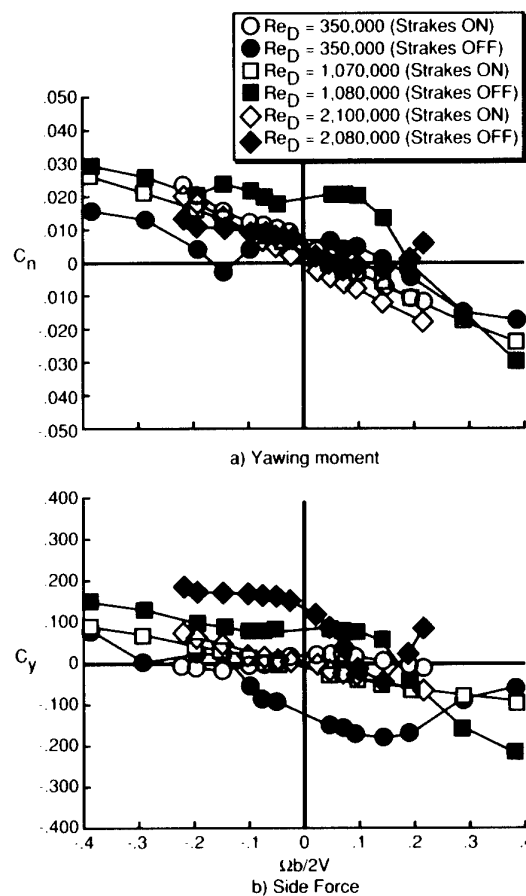 Re_D = 350,000 (Strakes ON)
Re_D = 350,000 (Strakes OFF)
Re_D = 1,070,000 (Strakes ON)
Re_D = 1,080,000 (Strakes OFF)
Re_D = 2,100,000 (Strakes ON)
Re_D = 2,080,000 (Strakes OFF)
.050
.040
.030
.020
C_n
.010
0
.010
.020
.030
.040
.050
a) Yawing moment
.400
.300
.200
.100
C_y
0
-.100
-.200
-.300
-.400
-.4 -.3 -.2 -.1 0 .1 .2 .3 .4
Ωb/2V
b) Side Force